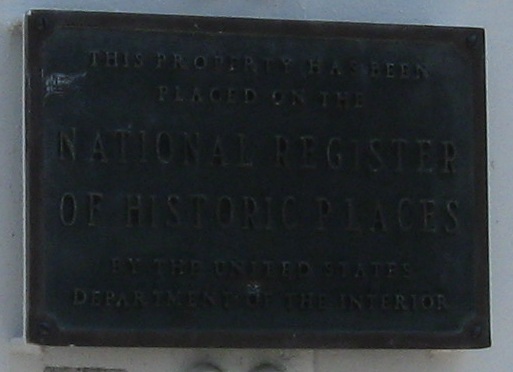 THIS PROPERTY HAS BEEN
PLACED ON THE
NATIONAL REGISTER
OF HISTORIC PLACES
BY THE UNITED STATES
DEPARTMENT OF THE INTERIOR